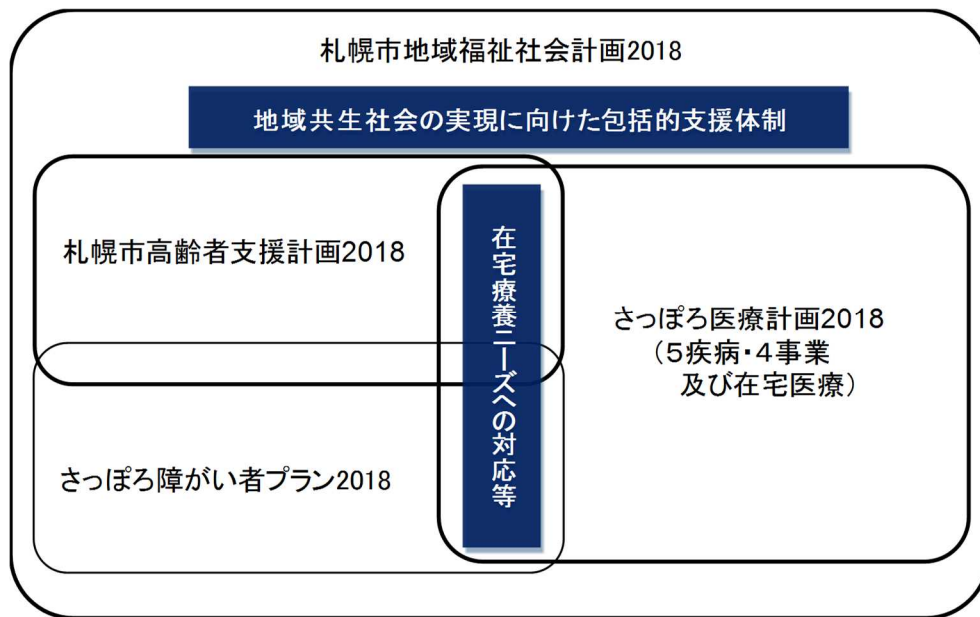 札幌市地域福祉社会計画2018
地域共生社会の実現に向けた包括的支援体制
札幌市高齢者支援計画2018
在宅療養ニーズへの対応等
さっぽろ医療計画2018
（５疾病・４事業
及び在宅医療）
さっぽろ障がい者プラン2018